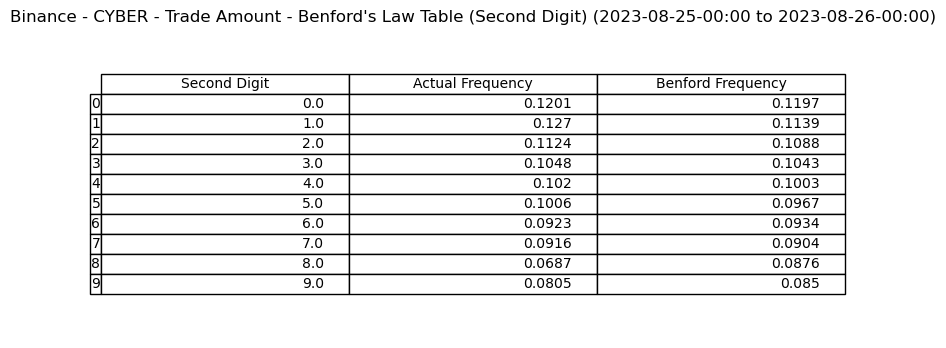 Binance - CYBER - Trade Amount - Benford's Law Table (Second Digit) (2023-08-25-00:00 to 2023-08-26-00:00)
Second Digit Actual Frequency Benford Frequency
0 0.0 0.1201 0.1197
1 1.0 0.127 0.1139
2 2.0 0.1124 0.1088
3 3.0 0.1048 0.1043
4 4.0 0.102 0.1003
5 5.0 0.1006 0.0967
6 6.0 0.0923 0.0934
7 7.0 0.0916 0.0904
8 8.0 0.0687 0.0876
9 9.0 0.0805 0.085